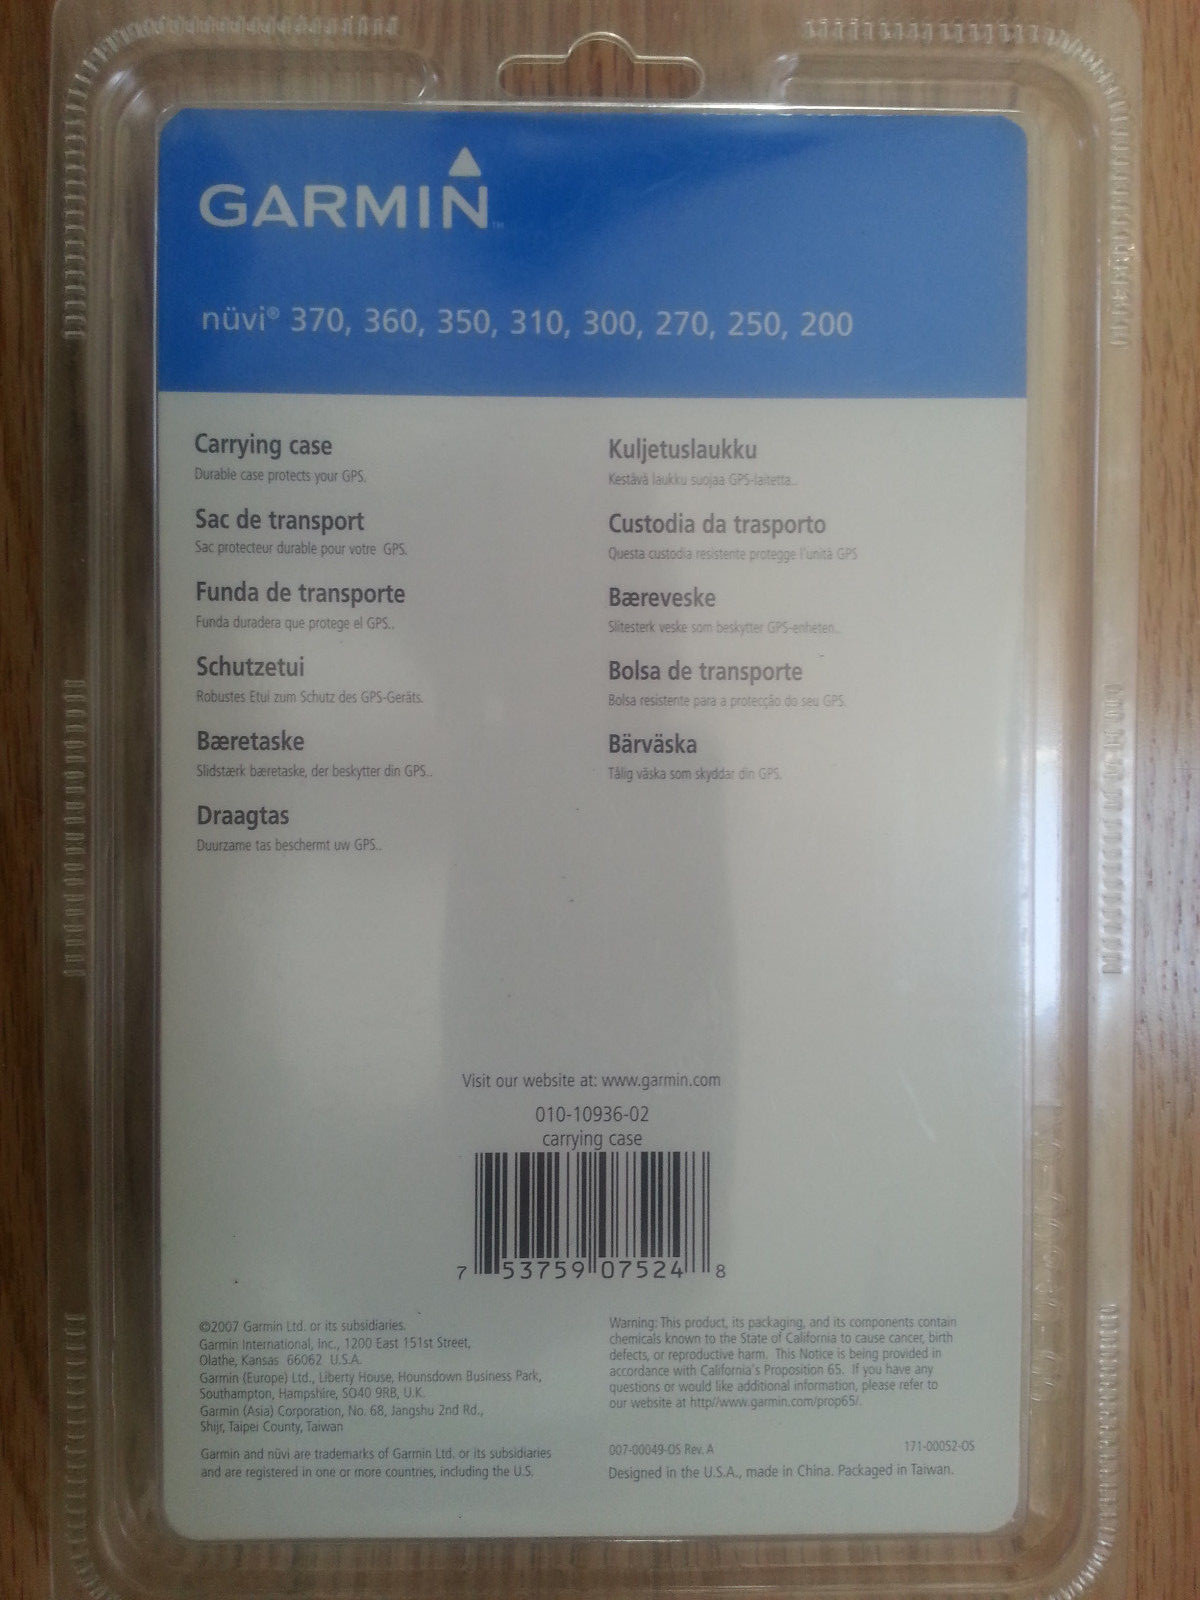 GARMIN™
nüvi® 370, 360, 350, 310, 300, 270, 250, 200
Carrying case
Durable case protects your GPS.
Sac de transport
Sac protecteur durable pour votre GPS.
Funda de transporte
Funda duradera que protege el GPS..
Schutzetui
Robustes Etui zum Schutz des GPS-Geräts.
Bæretaske
Slidstærk bæretaske, der beskytter din GPS..
Draagtas
Duurzame tas beschermt uw GPS..
Kuljetuslaukku
Kestävä laukku suojaa GPS-laitetta..
Custodia da trasporto
Questa custodia resistente protegge l'unità GPS
Bæreveske
Slitesterk veske som beskytter GPS-enheten..
Bolsa de transporte
Bolsa resistente para a protecção do seu GPS.
Bärväska
Tålig väska som skyddar din GPS.
Visit our website at: www.garmin.com
010-10936-02
carrying case
7 53759 07524 8
©2007 Garmin Ltd. or its subsidiaries.
Garmin International, Inc., 1200 East 151st Street,
Olathe, Kansas 66062 U.S.A.
Garmin (Europe) Ltd., Liberty House, Hounsdown Business Park,
Southampton, Hampshire, SO40 9RB, U.K.
Garmin (Asia) Corporation, No. 68, Jangshu 2nd Rd.,
Shijr, Taipei County, Taiwan
Garmin and nüvi are trademarks of Garmin Ltd. or its subsidiaries
and are registered in one or more countries, including the U.S.
Warning: This product, its packaging, and its components contain
chemicals known to the State of California to cause cancer, birth
defects, or reproductive harm. This Notice is being provided in
accordance with California's Proposition 65. If you have any
questions or would like additional information, please refer to
our website at http//www.garmin.com/prop65/.
007-00049-OS Rev. A
171-00052-OS
Designed in the U.S.A., made in China. Packaged in Taiwan.